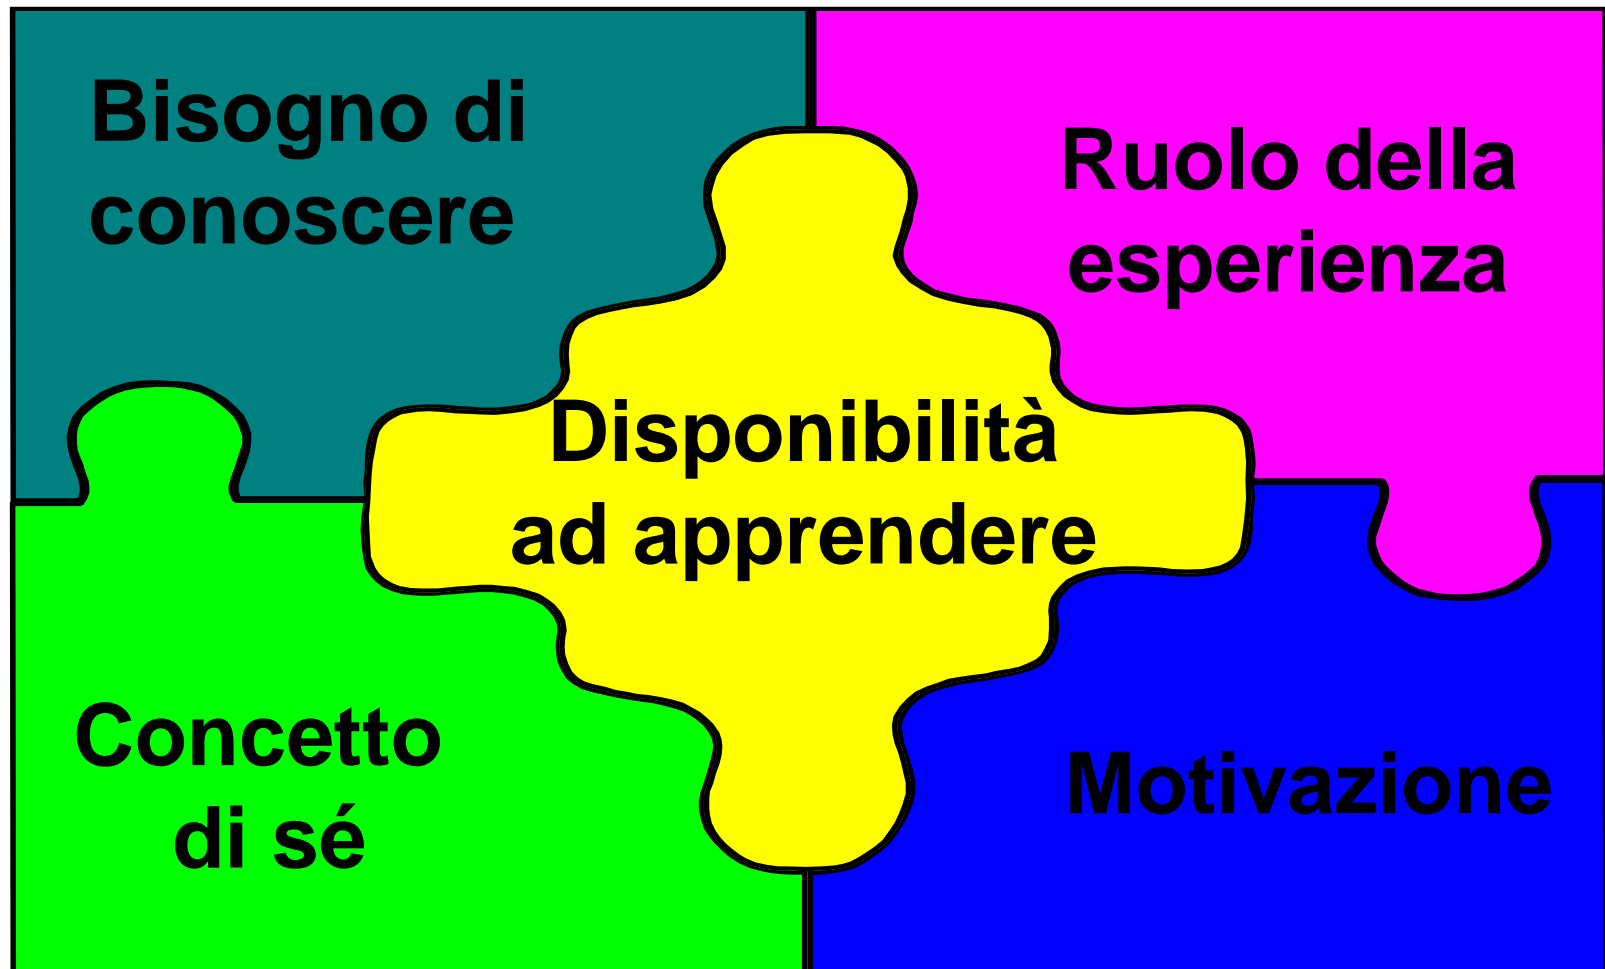 Bisogno di
conoscere
Ruolo della
esperienza
Disponibilità
ad apprendere
Concetto
di sé
Motivazione